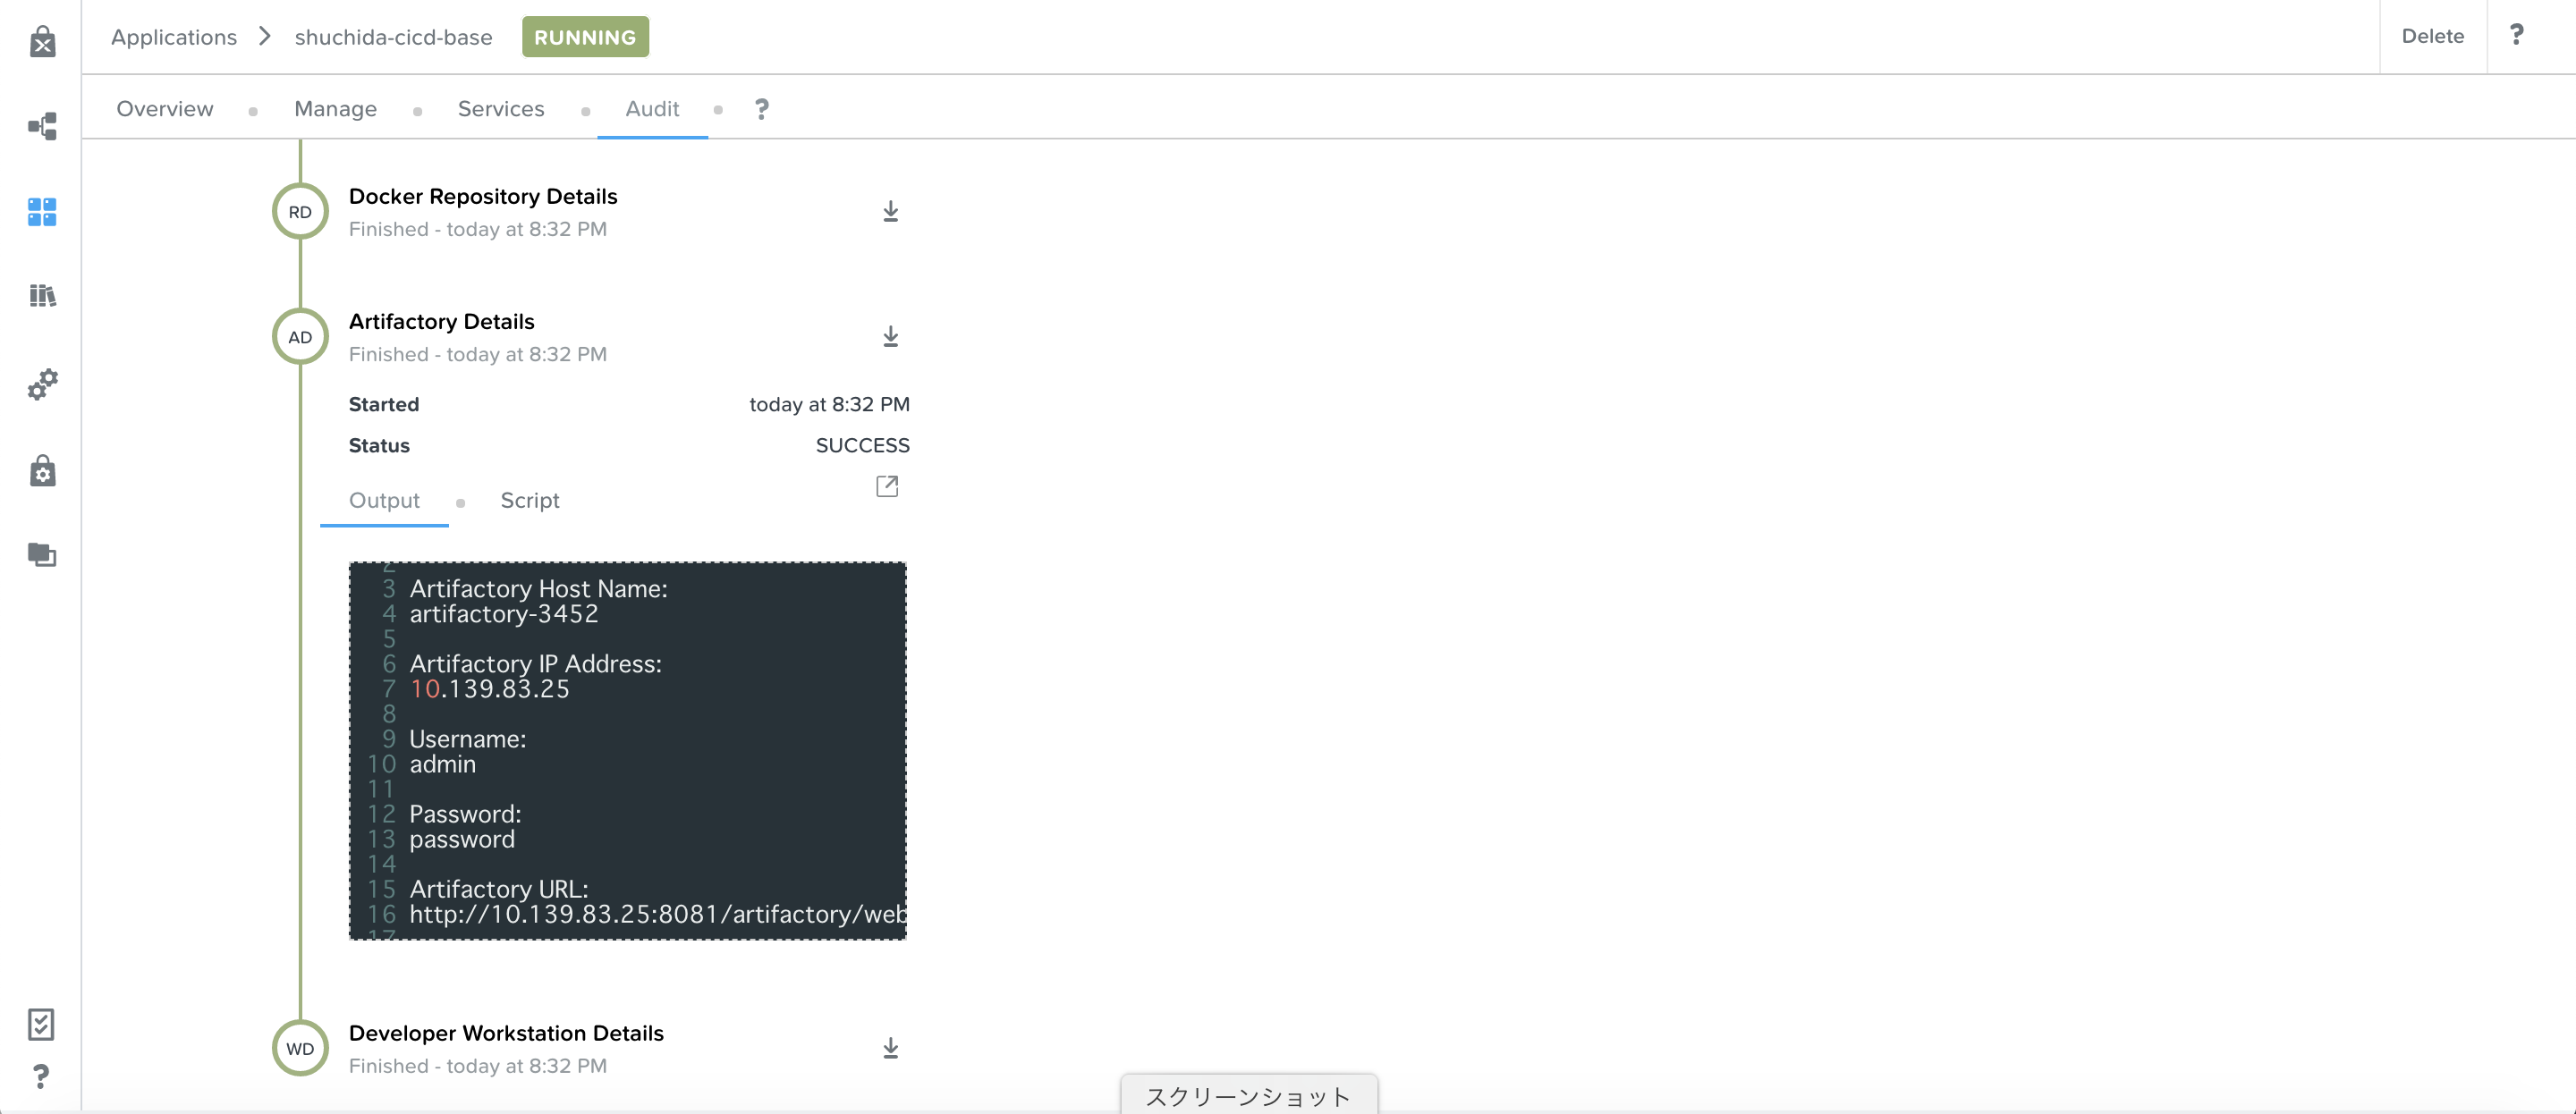 Applications > shuchida-cicd-base RUNNING Delete ?
Overview Manage Services Audit ?
RD Docker Repository Details
Finished - today at 8:32 PM
AD Artifactory Details
Finished - today at 8:32 PM
Started today at 8:32 PM
Status SUCCESS
Output Script
3 Artifactory Host Name:
4 artifactory-3452
5
6 Artifactory IP Address:
7 10.139.83.25
8
9 Username:
10 admin
11
12 Password:
13 password
14
15 Artifactory URL:
16 http://10.139.83.25:8081/artifactory/web
17
WD Developer Workstation Details
Finished - today at 8:32 PM
?
スクリーンショット